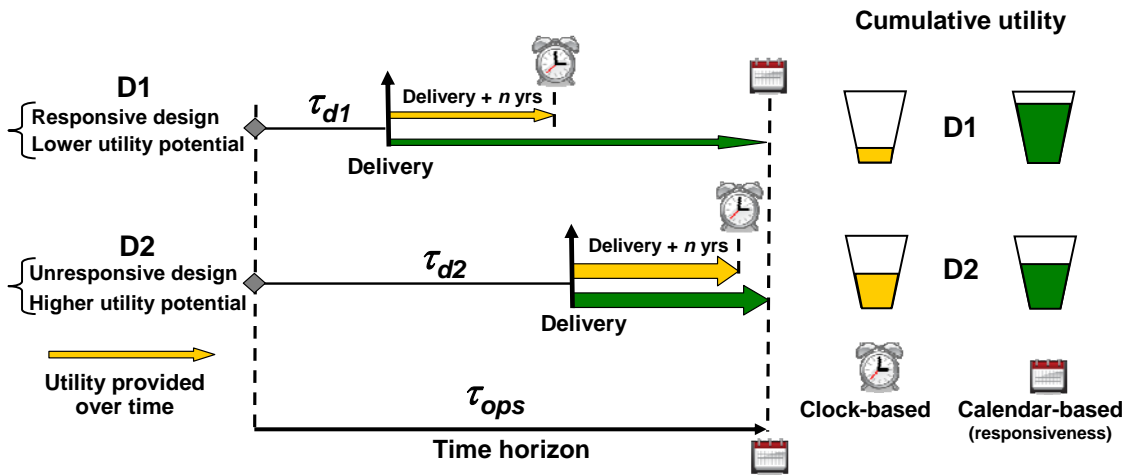 Cumulative utility
D1
Responsive design
Lower utility potential
τd1
Delivery + n yrs
Delivery
D1
D2
Unresponsive design
Higher utility potential
τd2
Delivery + n yrs
Delivery
D2
Utility provided
over time
τops
Time horizon
Clock-based
Calendar-based
(responsiveness)